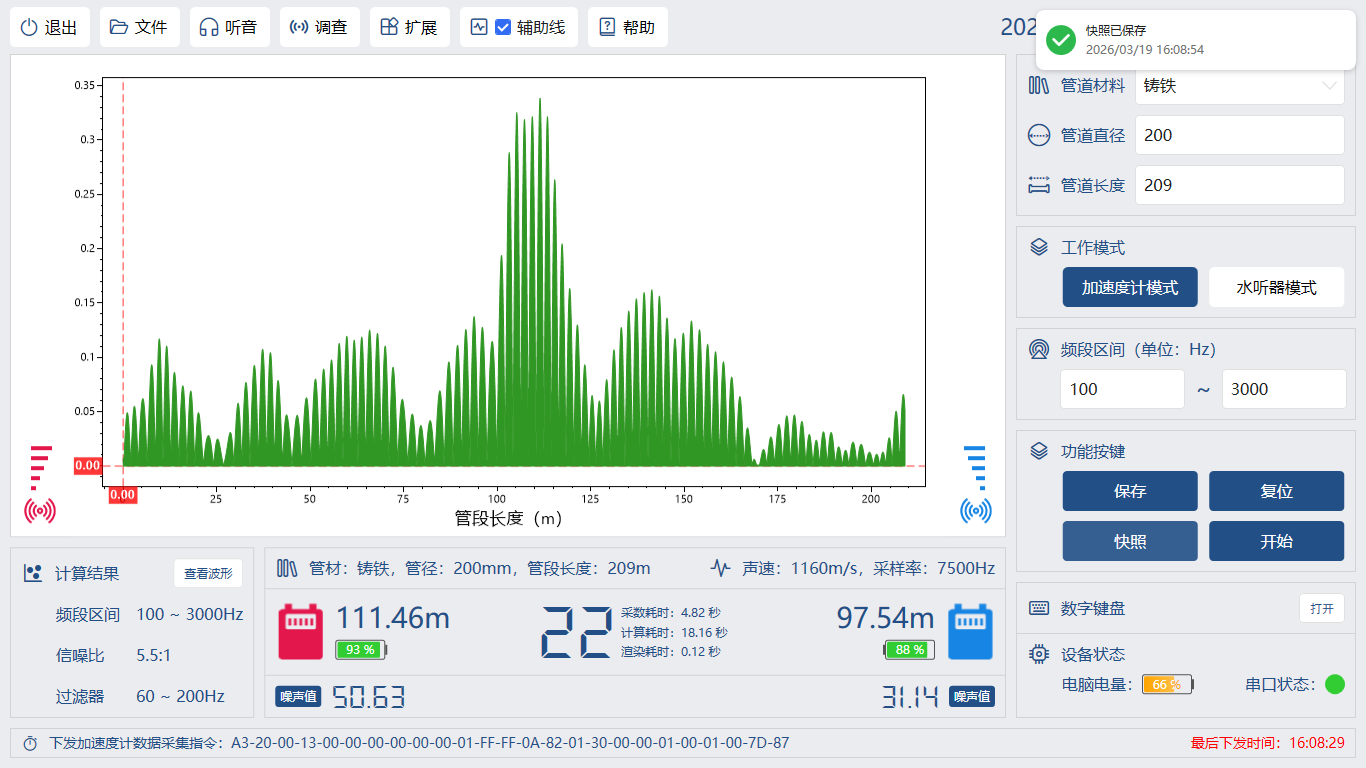 退出
文件
听音
调查
扩展
辅助线
帮助
202
快照已保存
2026/03/19 16:08:54
0.35
0.3
0.25
0.2
0.15
0.1
0.05
0.00
0.00
25
50
75
100
125
150
175
200
管段长度（m）
管道材料 铸铁
管道直径 200
管道长度 209
工作模式
加速度计模式 水听器模式
频段区间（单位：Hz）
100 ~ 3000
功能按键
保存 复位
快照 开始
数字键盘 打开
设备状态
电脑电量： 66 % 串口状态：
计算结果 查看波形
频段区间 100 ~ 3000Hz
信噪比 5.5:1
过滤器 60 ~ 200Hz
管材：铸铁，管径：200mm，管段长度：209m
声速：1160m/s，采样率：7500Hz
111.46m
93 %
22
采数耗时：4.82 秒
计算耗时：18.16 秒
渲染耗时：0.12 秒
97.54m
88 %
噪声值 50.63
31.14 噪声值
下发加速度计数据采集指令：A3-20-00-13-00-00-00-00-00-00-01-FF-FF-0A-82-01-30-00-00-01-00-01-00-7D-87
最后下发时间：16:08:29